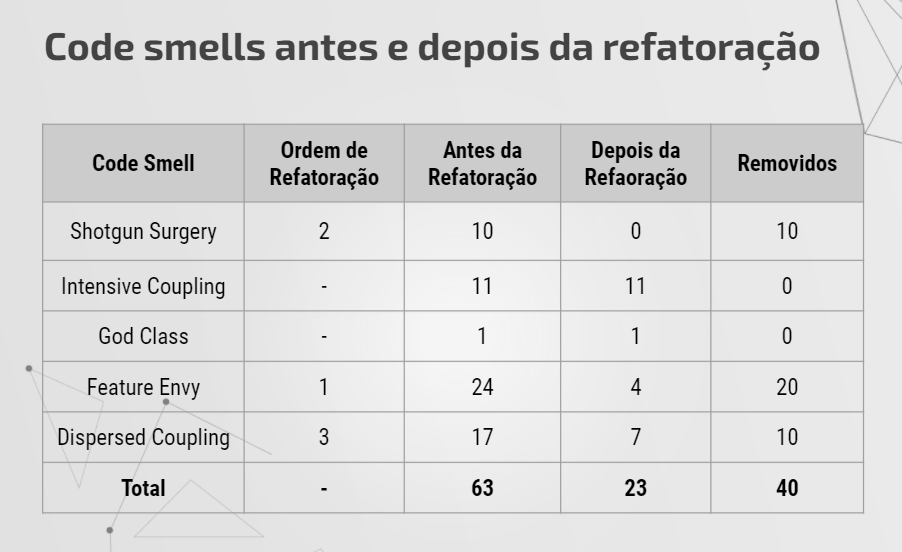 Code smells antes e depois da refatoração
Code Smell Ordem de Refatoração Antes da Refatoração Depois da Refaoração Removidos
Shotgun Surgery 2 10 0 10
Intensive Coupling - 11 11 0
God Class - 1 1 0
Feature Envy 1 24 4 20
Dispersed Coupling 3 17 7 10
Total - 63 23 40